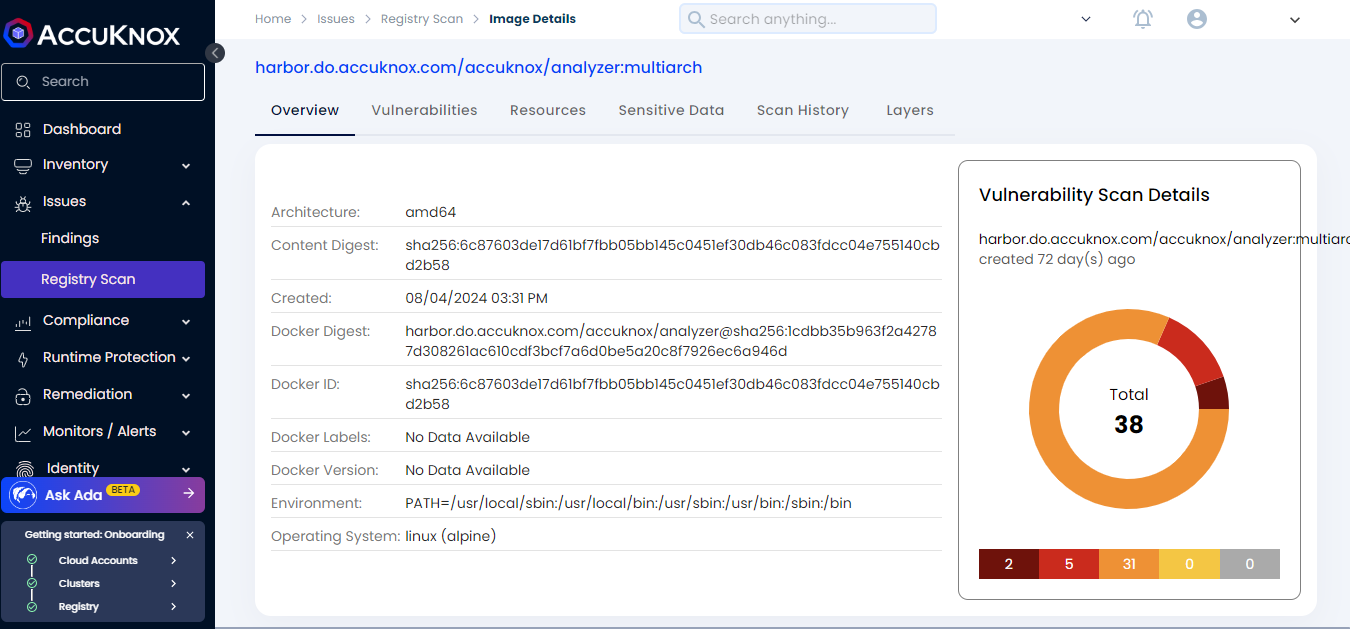 ACCUKNOX
Search
Dashboard
Inventory
Issues
Findings
Registry Scan
Compliance
Runtime Protection
Remediation
Monitors / Alerts
Identity
Ask Ada BETA
Getting started: Onboarding
Cloud Accounts
Clusters
Registry
Home > Issues > Registry Scan > Image Details
Search anything...
harbor.do.accuknox.com/accuknox/analyzer:multiarch
Overview Vulnerabilities Resources Sensitive Data Scan History Layers
Architecture: amd64
Content Digest: sha256:6c87603de17d61bf7fbb05bb145c0451ef30db46c083fdcc04e755140cb
d2b58
Created: 08/04/2024 03:31 PM
Docker Digest: harbor.do.accuknox.com/accuknox/analyzer@sha256:1cdbb35b963f2a4278
7d308261ac610cdf3bcf7a6d0be5a20c8f7926ec6a946d
Docker ID: sha256:6c87603de17d61bf7fbb05bb145c0451ef30db46c083fdcc04e755140cb
d2b58
Docker Labels: No Data Available
Docker Version: No Data Available
Environment: PATH=/usr/local/sbin:/usr/local/bin:/usr/sbin:/usr/bin:/sbin:/bin
Operating System: linux (alpine)
Vulnerability Scan Details
harbor.do.accuknox.com/accuknox/analyzer:multiarc
created 72 day(s) ago
Total
38
2 5 31 0 0